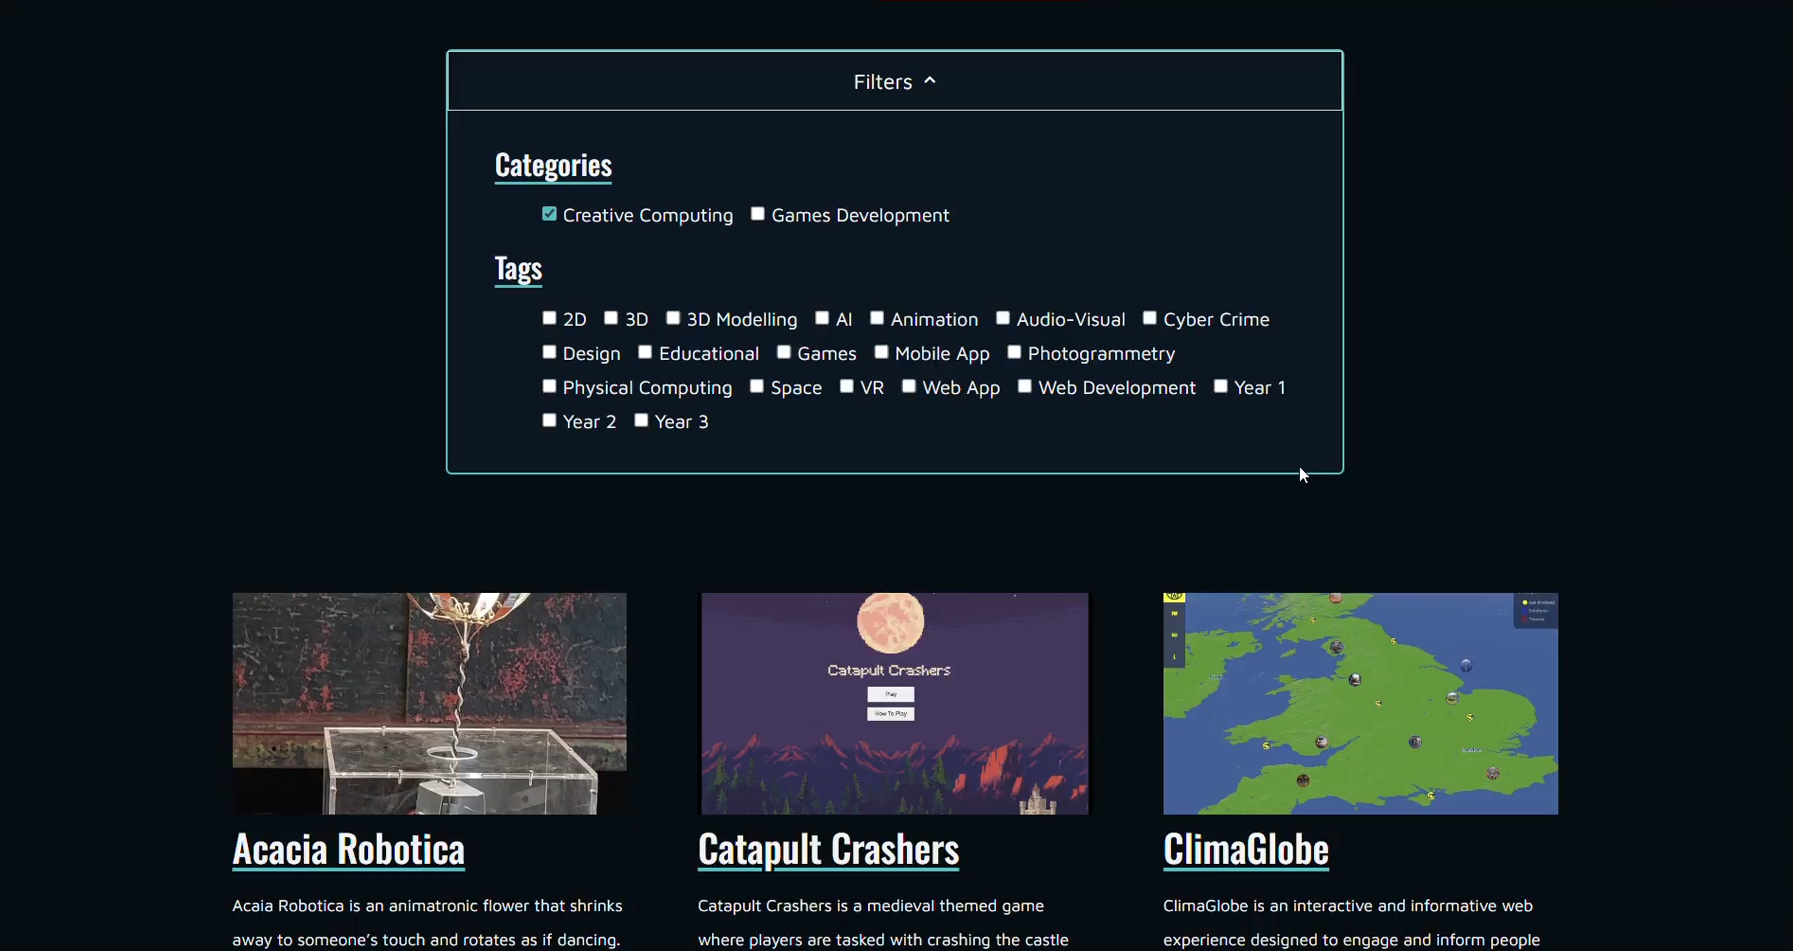 Filters
Categories
Creative Computing Games Development
Tags
2D 3D 3D Modelling AI Animation Audio-Visual Cyber Crime
Design Educational Games Mobile App Photogrammetry
Physical Computing Space VR Web App Web Development Year 1
Year 2 Year 3
Catapult Crashers
Play
How To Play
Acacia Robotica
Acaia Robotica is an animatronic flower that shrinks
away to someone's touch and rotates as if dancing.
Catapult Crashers
Catapult Crashers is a medieval themed game
where players are tasked with crashing the castle
ClimaGlobe
ClimaGlobe is an interactive and informative web
experience designed to engage and inform people